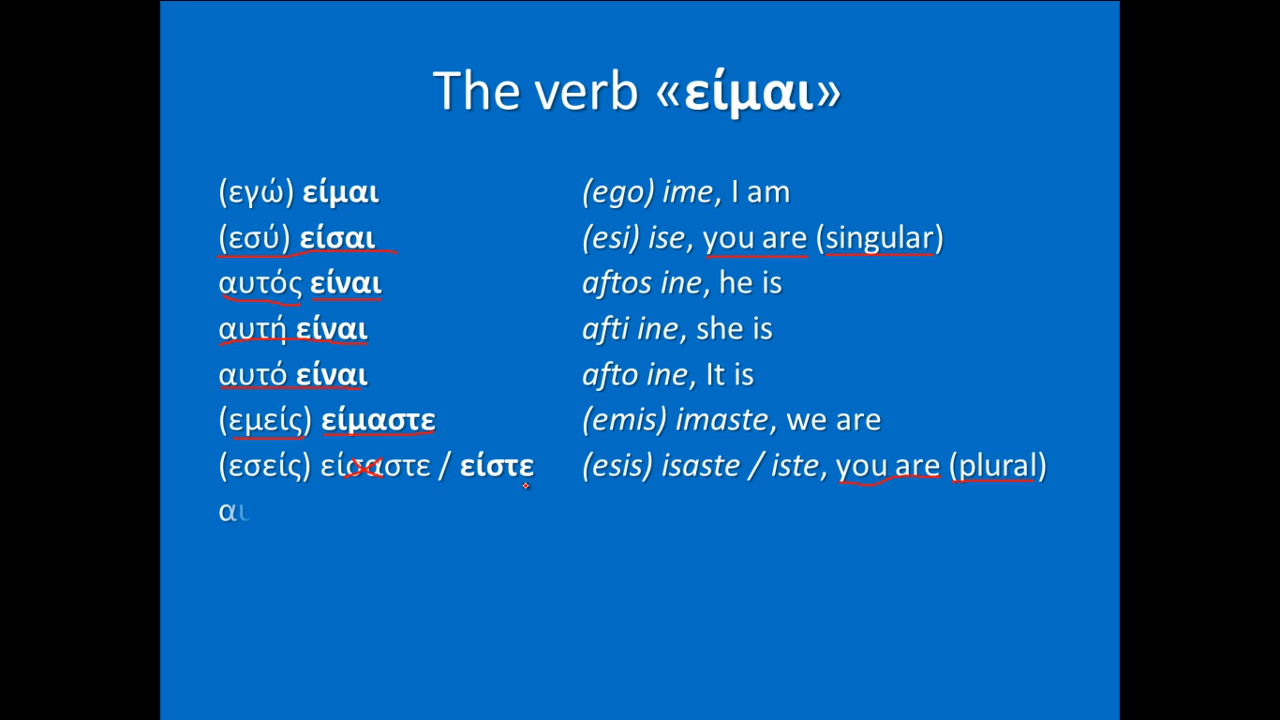 The verb «είμαι»
(εγώ) είμαι (ego) ime, I am
(εσύ) είσαι (esi) ise, you are (singular)
αυτός είναι aftos ine, he is
αυτή είναι afti ine, she is
αυτό είναι afto ine, It is
(εμείς) είμαστε (emis) imaste, we are
(εσείς) είσαστε / είστε (esis) isaste / iste, you are (plural)